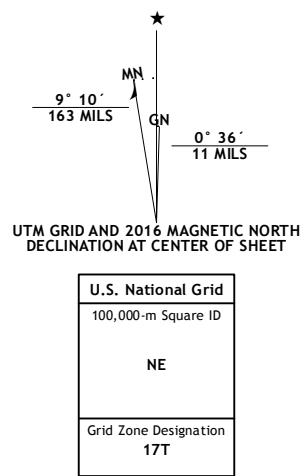 ★
MN
9° 10´
163 MILS
GN
0° 36´
11 MILS
UTM GRID AND 2016 MAGNETIC NORTH
DECLINATION AT CENTER OF SHEET
U.S. National Grid
100,000-m Square ID
NE
Grid Zone Designation
17T